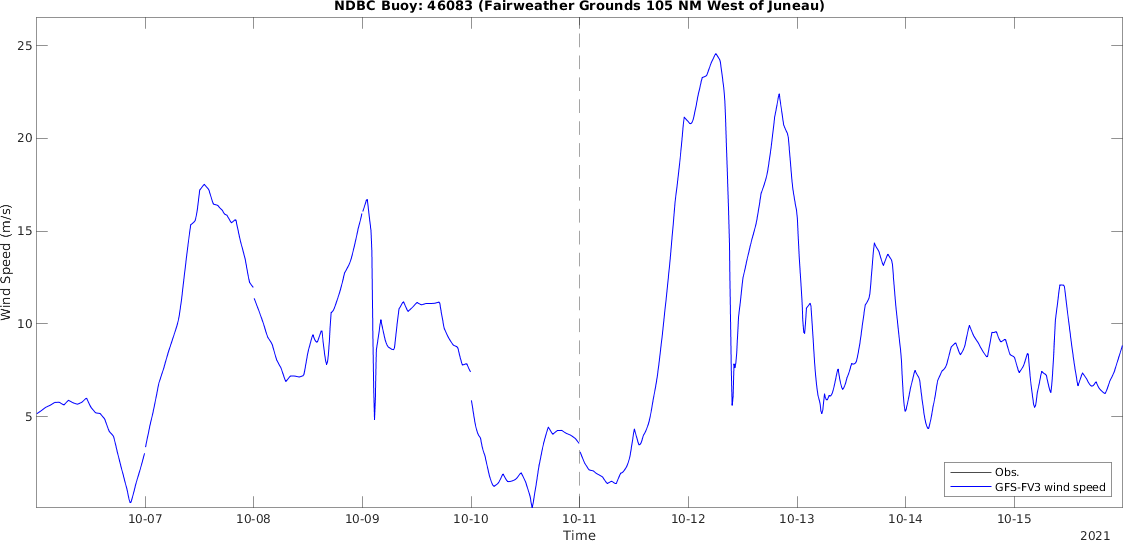 NDBC Buoy: 46083 (Fairweather Grounds 105 NM West of Juneau)
25
20
15
10
5
Wind Speed (m/s)
Obs.
GFS-FV3 wind speed
10-07 10-08 10-09 10-10 10-11 10-12 10-13 10-14 10-15
Time
2021